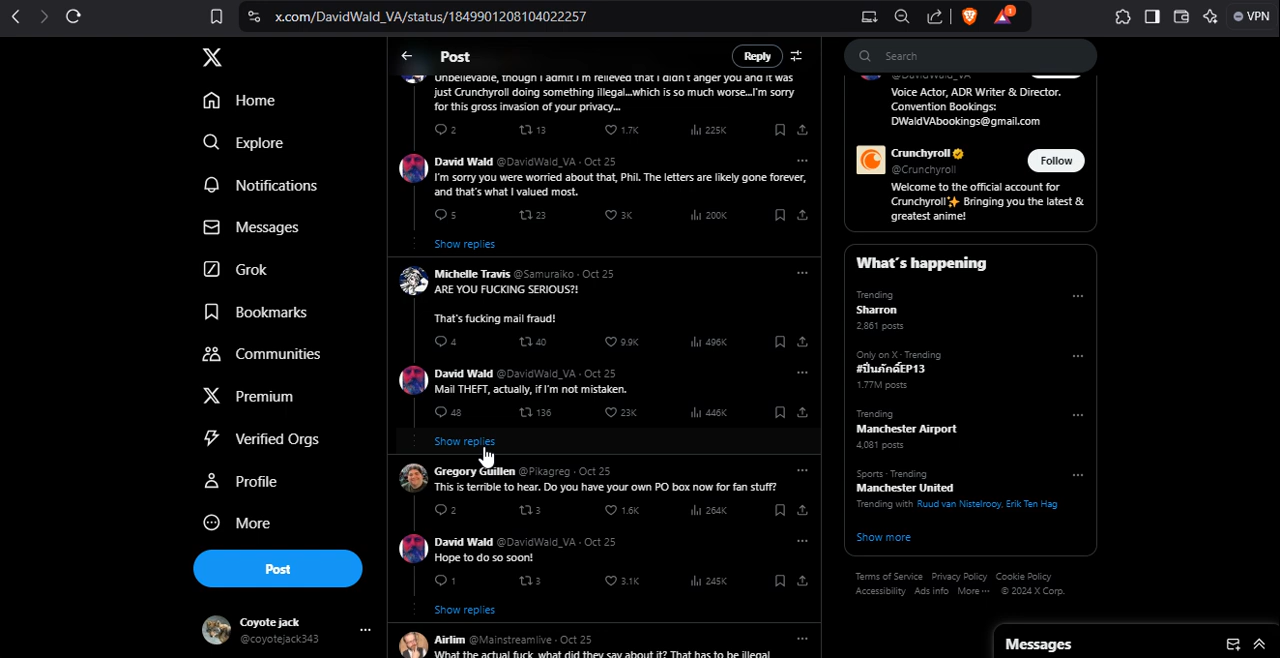 x.com/DavidWald_VA/status/1849901208104022257
VPN
Home
Explore
Notifications
Messages
Grok
Bookmarks
Communities
Premium
Verified Orgs
Profile
More
Post
Coyote jack
@coyotejack343
Post
Reply
Unbelievable, though I admit I'm relieved that I didn't anger you and it was
just Crunchyroll doing something illegal...which is so much worse...I'm sorry
for this gross invasion of your privacy...
2 13 1.7K 225K
David Wald @DavidWald_VA · Oct 25
I'm sorry you were worried about that, Phil. The letters are likely gone forever,
and that's what I valued most.
5 23 3K 200K
Show replies
Michelle Travis @Samuraiko · Oct 25
ARE YOU FUCKING SERIOUS?!
That's fucking mail fraud!
4 40 9.9K 496K
David Wald @DavidWald_VA · Oct 25
Mail THEFT, actually, if I'm not mistaken.
48 136 23K 446K
Show replies
Gregory Guillen @Pikagreg · Oct 25
This is terrible to hear. Do you have your own PO box now for fan stuff?
2 3 1.6K 264K
David Wald @DavidWald_VA · Oct 25
Hope to do so soon!
1 3 3.1K 245K
Show replies
Airlim @Mainstreamlive · Oct 25
What the actual fuck, what did they say about it? That has to be illegal
Search
@DavidWald_VA
Voice Actor, ADR Writer & Director.
Convention Bookings:
DWaldVAbookings@gmail.com
Crunchyroll
@Crunchyroll
Follow
Welcome to the official account for
Crunchyroll✨ Bringing you the latest &
greatest anime!
What's happening
Trending
Sharron
2,861 posts
Only on X · Trending
#ปิ่นภักดิ์EP13
1.77M posts
Trending
Manchester Airport
4,081 posts
Sports · Trending
Manchester United
Trending with Ruud van Nistelrooy, Erik Ten Hag
Show more
Terms of Service Privacy Policy Cookie Policy
Accessibility Ads info More ··· © 2024 X Corp.
Messages